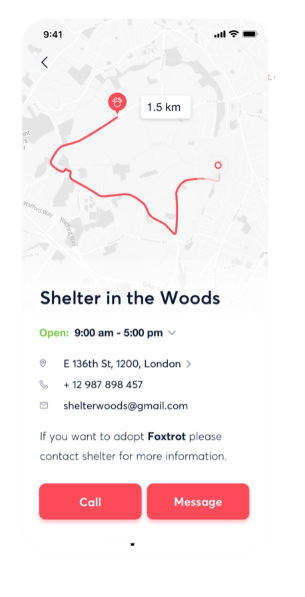 9:41
1.5 km
Shelter in the Woods
Open: 9:00 am - 5:00 pm
E 136th St, 1200, London
+ 12 987 898 457
shelterwoods@gmail.com
If you want to adopt Foxtrot please
contact shelter for more information.
Call
Message